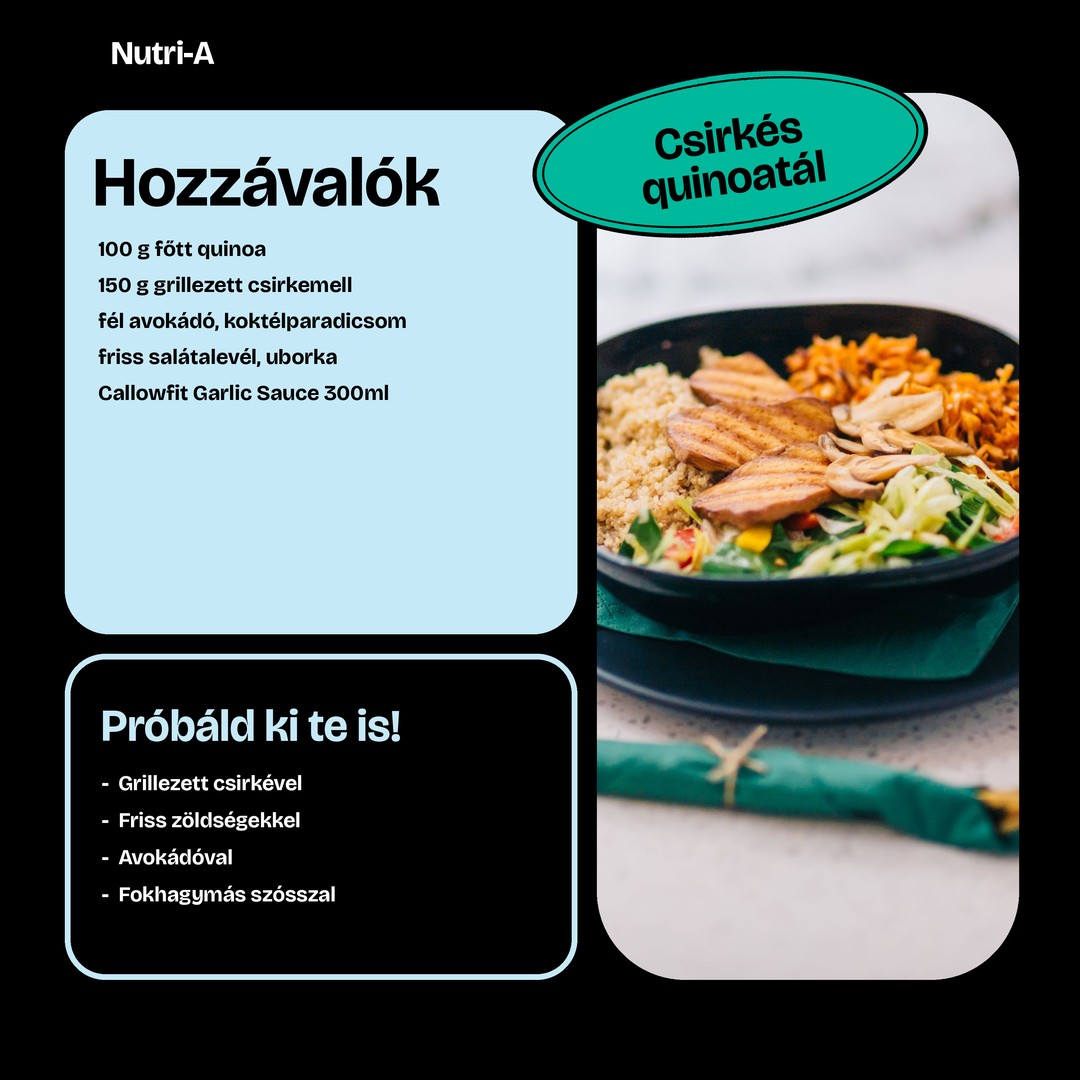 Nutri-A
Csirkés
quinoatál
Hozzávalók
100 g főtt quinoa
150 g grillezett csirkemell
fél avokádó, koktélparadicsom
friss salátalevél, uborka
Callowfit Garlic Sauce 300ml
Próbáld ki te is!
- Grillezett csirkével
- Friss zöldségekkel
- Avokádóval
- Fokhagymás szósszal